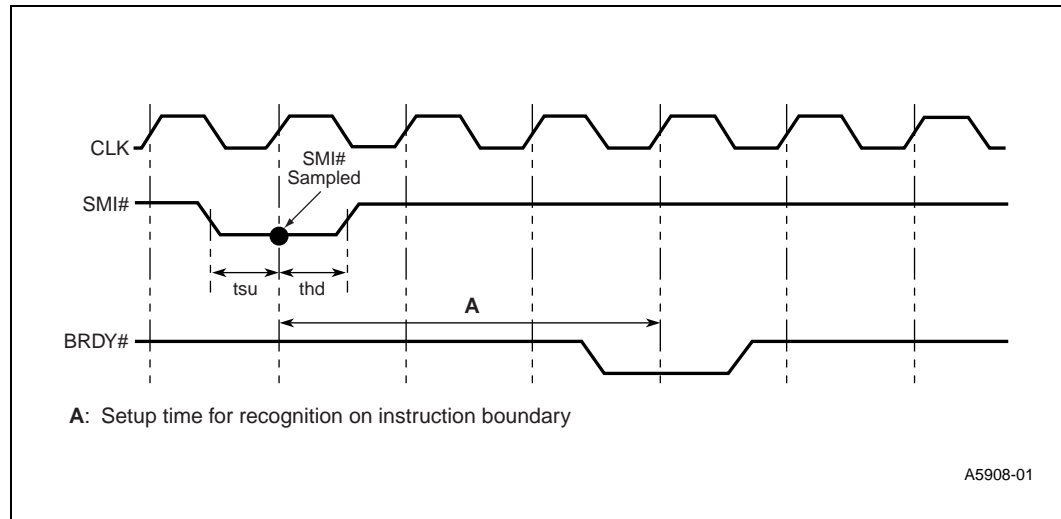 CLK
SMI#
Sampled
SMI#
tsu
thd
A
BRDY#
A: Setup time for recognition on instruction boundary
A5908-01